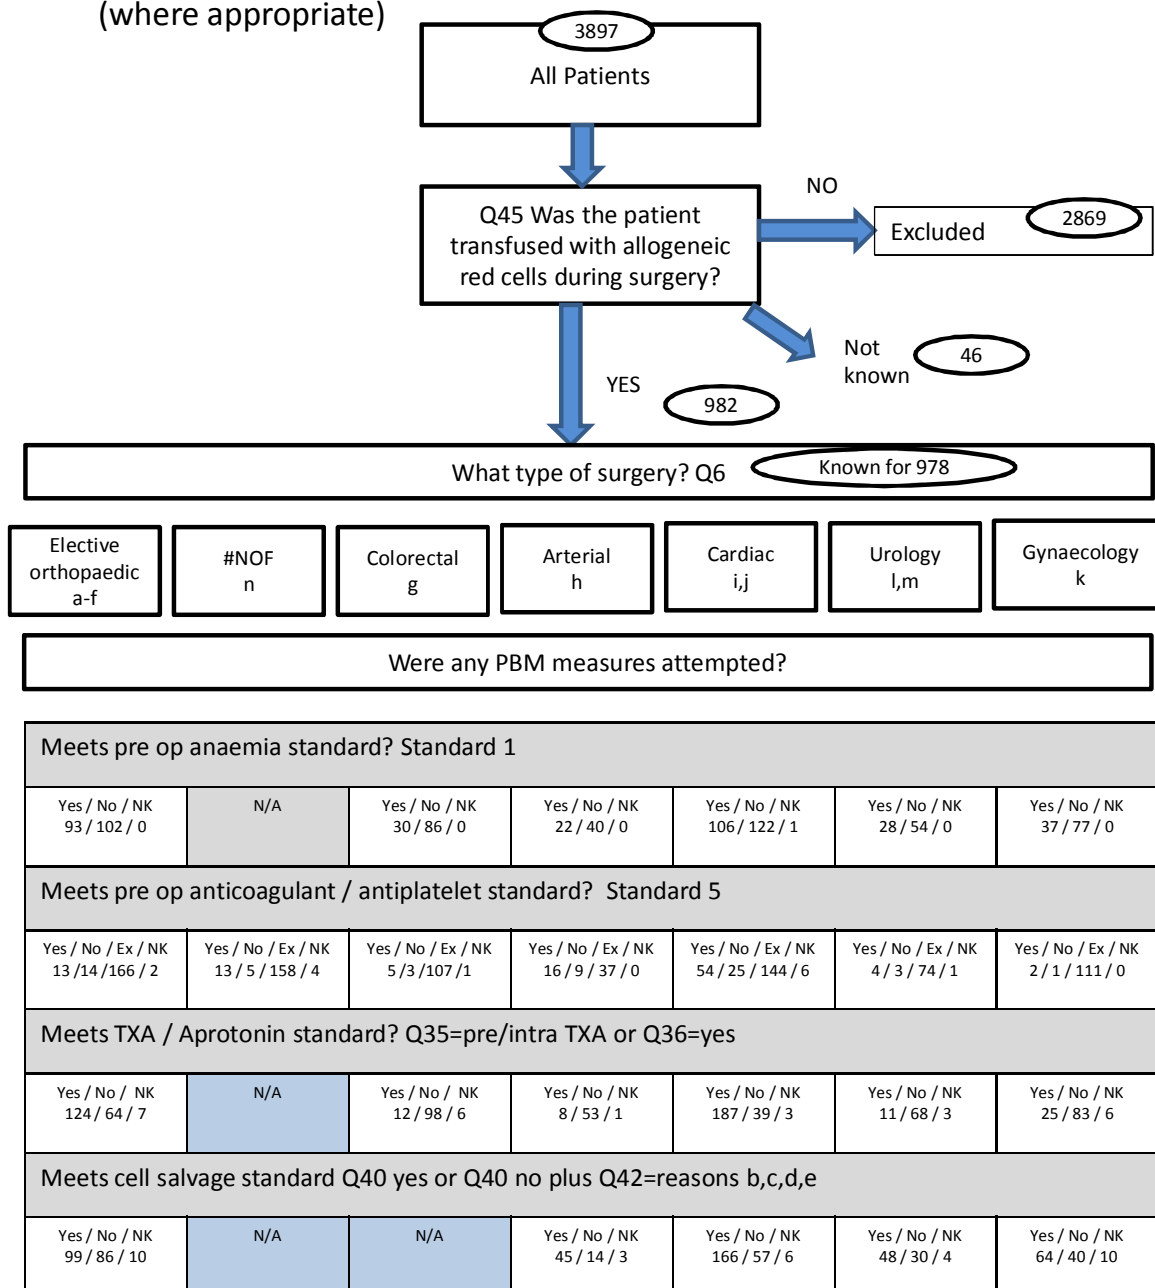 (where appropriate)
3897
All Patients
NO
Q45 Was the patient
transfused with allogeneic
red cells during surgery?
2869
Excluded
Not
known
46
YES
982
What type of surgery? Q6
Known for 978
Elective
orthopaedic
a-f
#NOF
n
Colorectal
g
Arterial
h
Cardiac
i,j
Urology
l,m
Gynaecology
k
Were any PBM measures attempted?
Meets pre op anaemia standard? Standard 1
Yes / No / NK
93 / 102 / 0
N/A
Yes / No / NK
30 / 86 / 0
Yes / No / NK
22 / 40 / 0
Yes / No / NK
106 / 122 / 1
Yes / No / NK
28 / 54 / 0
Yes / No / NK
37 / 77 / 0
Meets pre op anticoagulant / antiplatelet standard? Standard 5
Yes / No / Ex / NK
13 /14 /166 / 2
Yes / No / Ex / NK
13 / 5 / 158 / 4
Yes / No / Ex / NK
5 /3 /107 /1
Yes / No / Ex / NK
16 / 9 / 37 / 0
Yes / No / Ex / NK
54 / 25 / 144 / 6
Yes / No / Ex / NK
4 / 3 / 74 / 1
Yes / No / Ex / NK
2 / 1 / 111 / 0
Meets TXA / Aprotonin standard? Q35=pre/intra TXA or Q36=yes
Yes / No / NK
124 / 64 / 7
N/A
Yes / No / NK
12 / 98 / 6
Yes / No / NK
8 / 53 / 1
Yes / No / NK
187 / 39 / 3
Yes / No / NK
11 / 68 / 3
Yes / No / NK
25 / 83 / 6
Meets cell salvage standard Q40 yes or Q40 no plus Q42=reasons b,c,d,e
Yes / No / NK
99 / 86 / 10
N/A
N/A
Yes / No / NK
45 / 14 / 3
Yes / No / NK
166 / 57 / 6
Yes / No / NK
48 / 30 / 4
Yes / No / NK
64 / 40 / 10